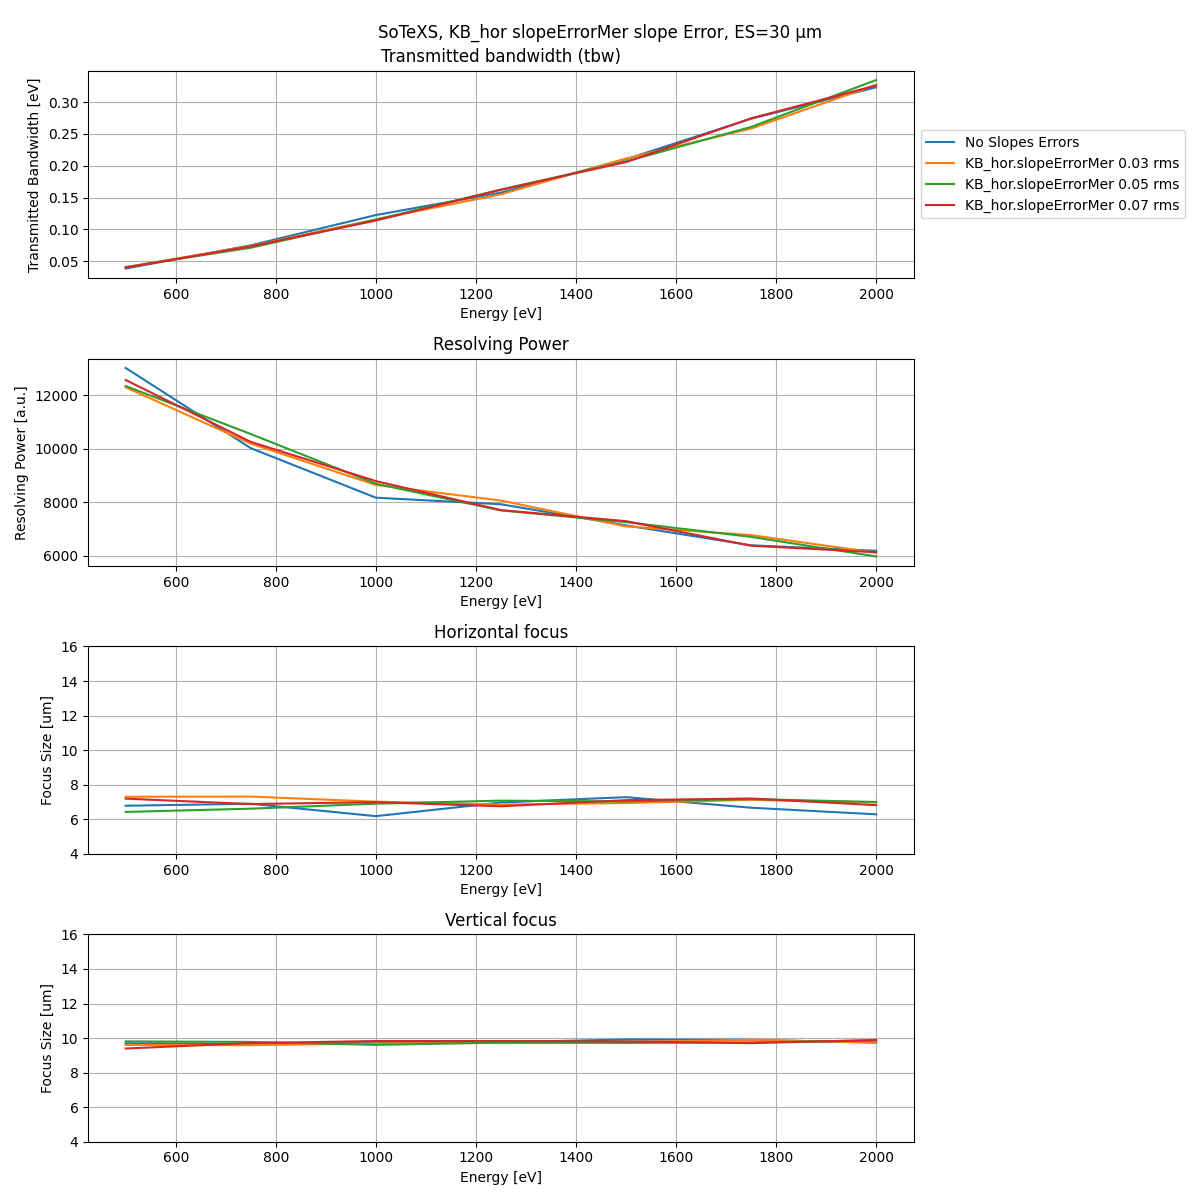 SoTeXS, KB_hor slopeErrorMer slope Error, ES=30 µm
Transmitted bandwidth (tbw)
Transmitted Bandwidth [eV]
0.30
0.25
0.20
0.15
0.10
0.05
600 800 1000 1200 1400 1600 1800 2000
Energy [eV]
No Slopes Errors
KB_hor.slopeErrorMer 0.03 rms
KB_hor.slopeErrorMer 0.05 rms
KB_hor.slopeErrorMer 0.07 rms
Resolving Power
Resolving Power [a.u.]
12000
10000
8000
6000
600 800 1000 1200 1400 1600 1800 2000
Energy [eV]
Horizontal focus
Focus Size [um]
16
14
12
10
8
6
4
600 800 1000 1200 1400 1600 1800 2000
Energy [eV]
Vertical focus
Focus Size [um]
16
14
12
10
8
6
4
600 800 1000 1200 1400 1600 1800 2000
Energy [eV]